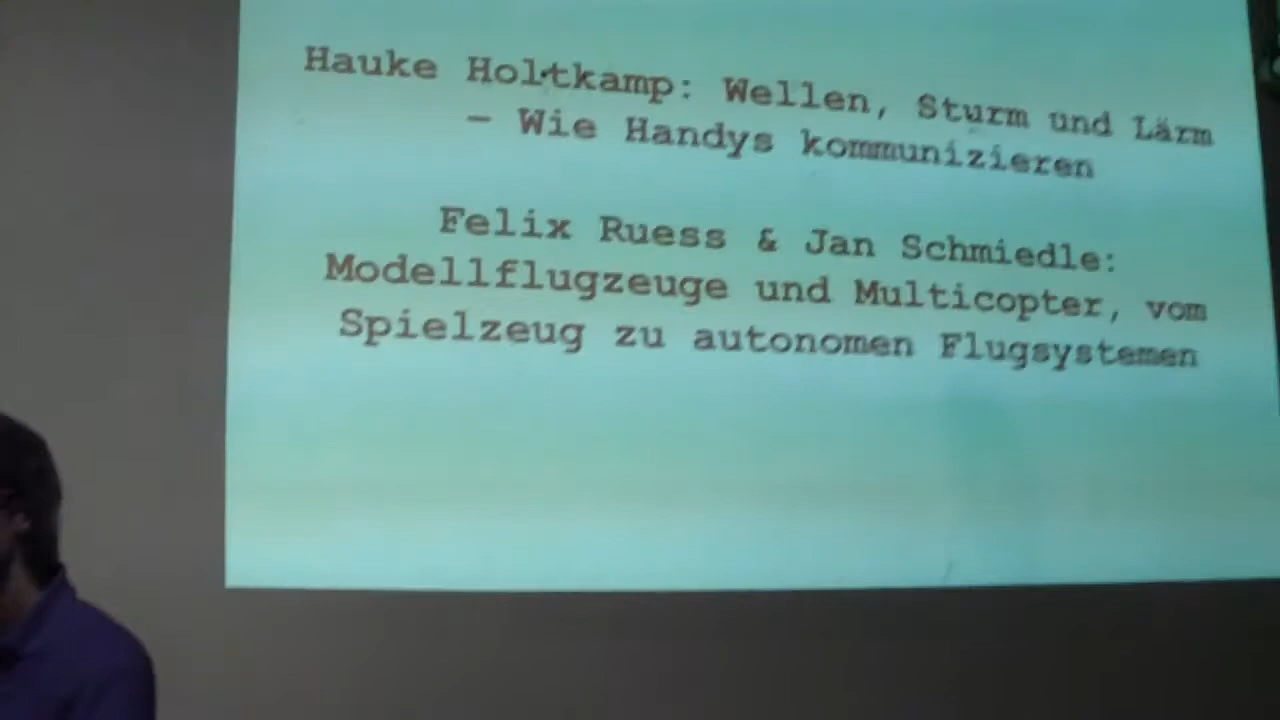 Hauke Holtkamp: Wellen, Sturm und Lärm
— Wie Handys kommunizieren
Felix Ruess & Jan Schmiedle:
Modellflugzeuge und Multicopter, vom
Spielzeug zu autonomen Flugsystemen